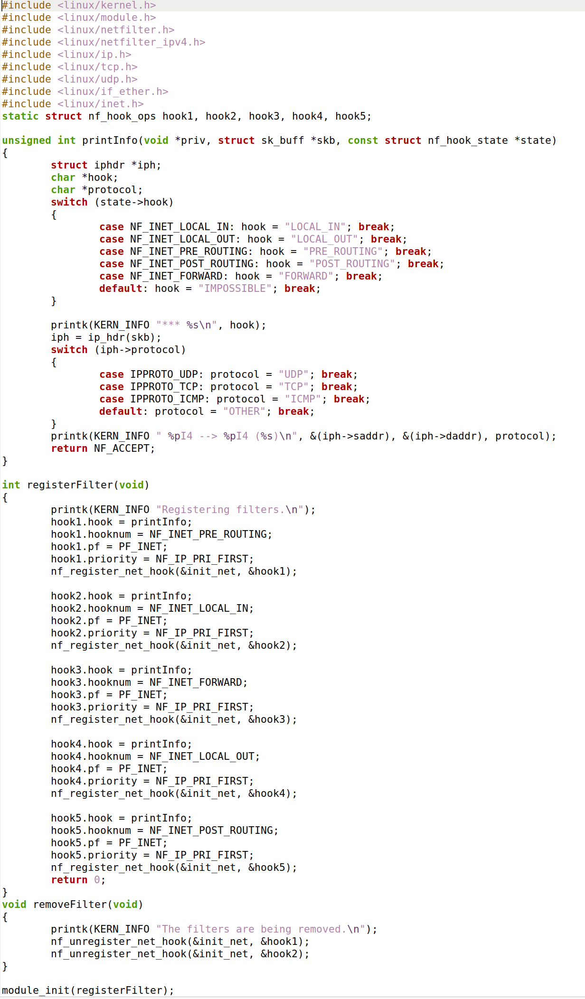 #include <linux/kernel.h>
#include <linux/module.h>
#include <linux/netfilter.h>
#include <linux/netfilter_ipv4.h>
#include <linux/ip.h>
#include <linux/tcp.h>
#include <linux/udp.h>
#include <linux/if_ether.h>
#include <linux/inet.h>
static struct nf_hook_ops hook1, hook2, hook3, hook4, hook5;

unsigned int printInfo(void *priv, struct sk_buff *skb, const struct nf_hook_state *state)
{
        struct iphdr *iph;
        char *hook;
        char *protocol;
        switch (state->hook)
        {
                case NF_INET_LOCAL_IN: hook = "LOCAL_IN"; break;
                case NF_INET_LOCAL_OUT: hook = "LOCAL_OUT"; break;
                case NF_INET_PRE_ROUTING: hook = "PRE_ROUTING"; break;
                case NF_INET_POST_ROUTING: hook = "POST_ROUTING"; break;
                case NF_INET_FORWARD: hook = "FORWARD"; break;
                default: hook = "IMPOSSIBLE"; break;
        }

        printk(KERN_INFO "*** %s\n", hook);
        iph = ip_hdr(skb);
        switch (iph->protocol)
        {
                case IPPROTO_UDP: protocol = "UDP"; break;
                case IPPROTO_TCP: protocol = "TCP"; break;
                case IPPROTO_ICMP: protocol = "ICMP"; break;
                default: protocol = "OTHER"; break;
        }
        printk(KERN_INFO " %pI4 --> %pI4 (%s)\n", &(iph->saddr), &(iph->daddr), protocol);
        return NF_ACCEPT;
}

int registerFilter(void)
{
        printk(KERN_INFO "Registering filters.\n");
        hook1.hook = printInfo;
        hook1.hooknum = NF_INET_PRE_ROUTING;
        hook1.pf = PF_INET;
        hook1.priority = NF_IP_PRI_FIRST;
        nf_register_net_hook(&init_net, &hook1);

        hook2.hook = printInfo;
        hook2.hooknum = NF_INET_LOCAL_IN;
        hook2.pf = PF_INET;
        hook2.priority = NF_IP_PRI_FIRST;
        nf_register_net_hook(&init_net, &hook2);

        hook3.hook = printInfo;
        hook3.hooknum = NF_INET_FORWARD;
        hook3.pf = PF_INET;
        hook3.priority = NF_IP_PRI_FIRST;
        nf_register_net_hook(&init_net, &hook3);

        hook4.hook = printInfo;
        hook4.hooknum = NF_INET_LOCAL_OUT;
        hook4.pf = PF_INET;
        hook4.priority = NF_IP_PRI_FIRST;
        nf_register_net_hook(&init_net, &hook4);

        hook5.hook = printInfo;
        hook5.hooknum = NF_INET_POST_ROUTING;
        hook5.pf = PF_INET;
        hook5.priority = NF_IP_PRI_FIRST;
        nf_register_net_hook(&init_net, &hook5);
        return 0;
}
void removeFilter(void)
{
        printk(KERN_INFO "The filters are being removed.\n");
        nf_unregister_net_hook(&init_net, &hook1);
        nf_unregister_net_hook(&init_net, &hook2);
}

module_init(registerFilter);